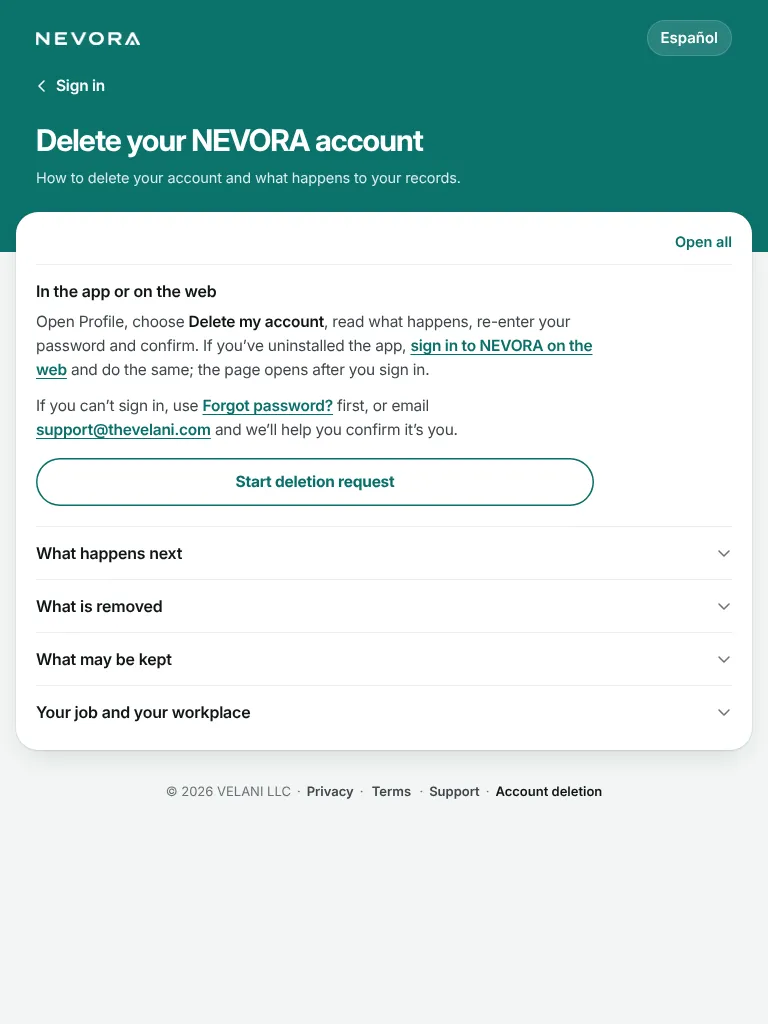 NEVORA
Español
Sign in
Delete your NEVORA account
How to delete your account and what happens to your records.
Open all
In the app or on the web
Open Profile, choose Delete my account, read what happens, re-enter your
password and confirm. If you’ve uninstalled the app, sign in to NEVORA on the
web and do the same; the page opens after you sign in.
If you can’t sign in, use Forgot password? first, or email
support@thevelani.com and we’ll help you confirm it’s you.
Start deletion request
What happens next
What is removed
What may be kept
Your job and your workplace
© 2026 VELANI LLC · Privacy · Terms · Support · Account deletion